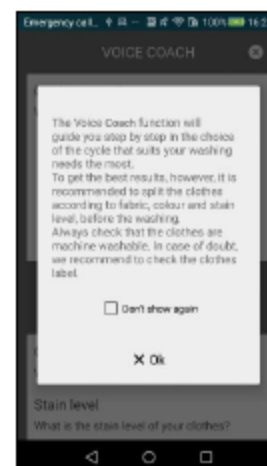 Emergency call... 100% 16:2
VOICE COACH
The Voice Coach function will
guide you step by step in the choice
of the cycle that suits your washing
needs the most.
To get the best results, however, it is
recommended to split the clothes
according to fabric, colour and stain
level, before the washing.
Always check that the clothes are
machine washable. In case of doubt,
we recommend to check the clothes
label.
Don't show again
Ok
Stain level
What is the stain level of your clothes?